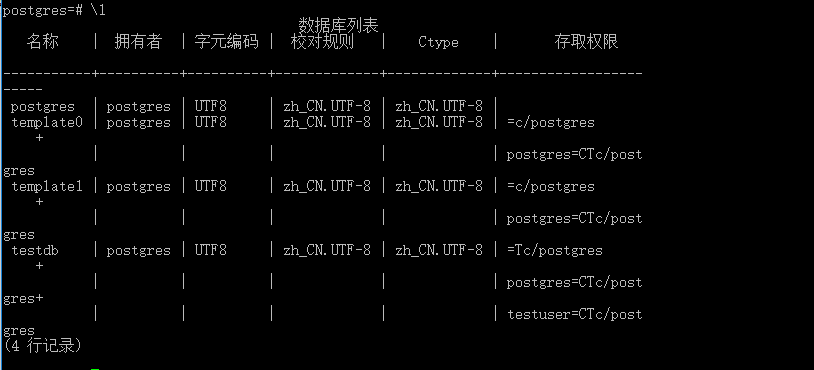 postgres=# \l
数据库列表
名称 | 拥有者 | 字元编码 | 校对规则 | Ctype | 存取权限
-----------+----------+----------+-------------+-------------+------------------
-----
postgres | postgres | UTF8 | zh_CN.UTF-8 | zh_CN.UTF-8 |
template0 | postgres | UTF8 | zh_CN.UTF-8 | zh_CN.UTF-8 | =c/postgres
+
| | | | | postgres=CTc/post
gres
template1 | postgres | UTF8 | zh_CN.UTF-8 | zh_CN.UTF-8 | =c/postgres
+
| | | | | postgres=CTc/post
gres
testdb | postgres | UTF8 | zh_CN.UTF-8 | zh_CN.UTF-8 | =Tc/postgres
+
| | | | | postgres=CTc/post
gres+
| | | | | testuser=CTc/post
gres
(4 行记录)